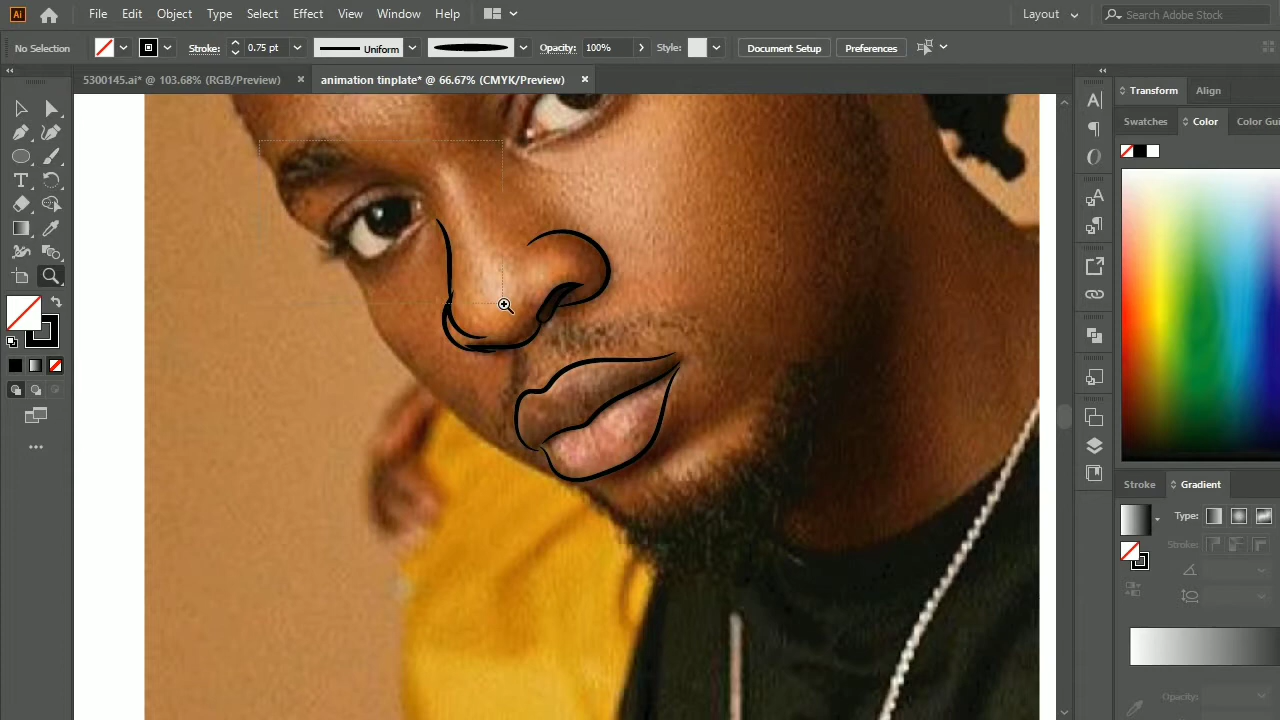 Ai File Edit Object Type Select Effect View Window Help Layout Search Adobe Stock
No Selection Stroke: 0.75 pt Uniform Opacity: 100% Style: Document Setup Preferences
5300145.ai* @ 103.68% (RGB/Preview) × animation tinplate* @ 66.67% (CMYK/Preview) ×
Transform Align
Swatches Color Color Gui
Stroke Gradient
Type:
Stroke:
Opacity: